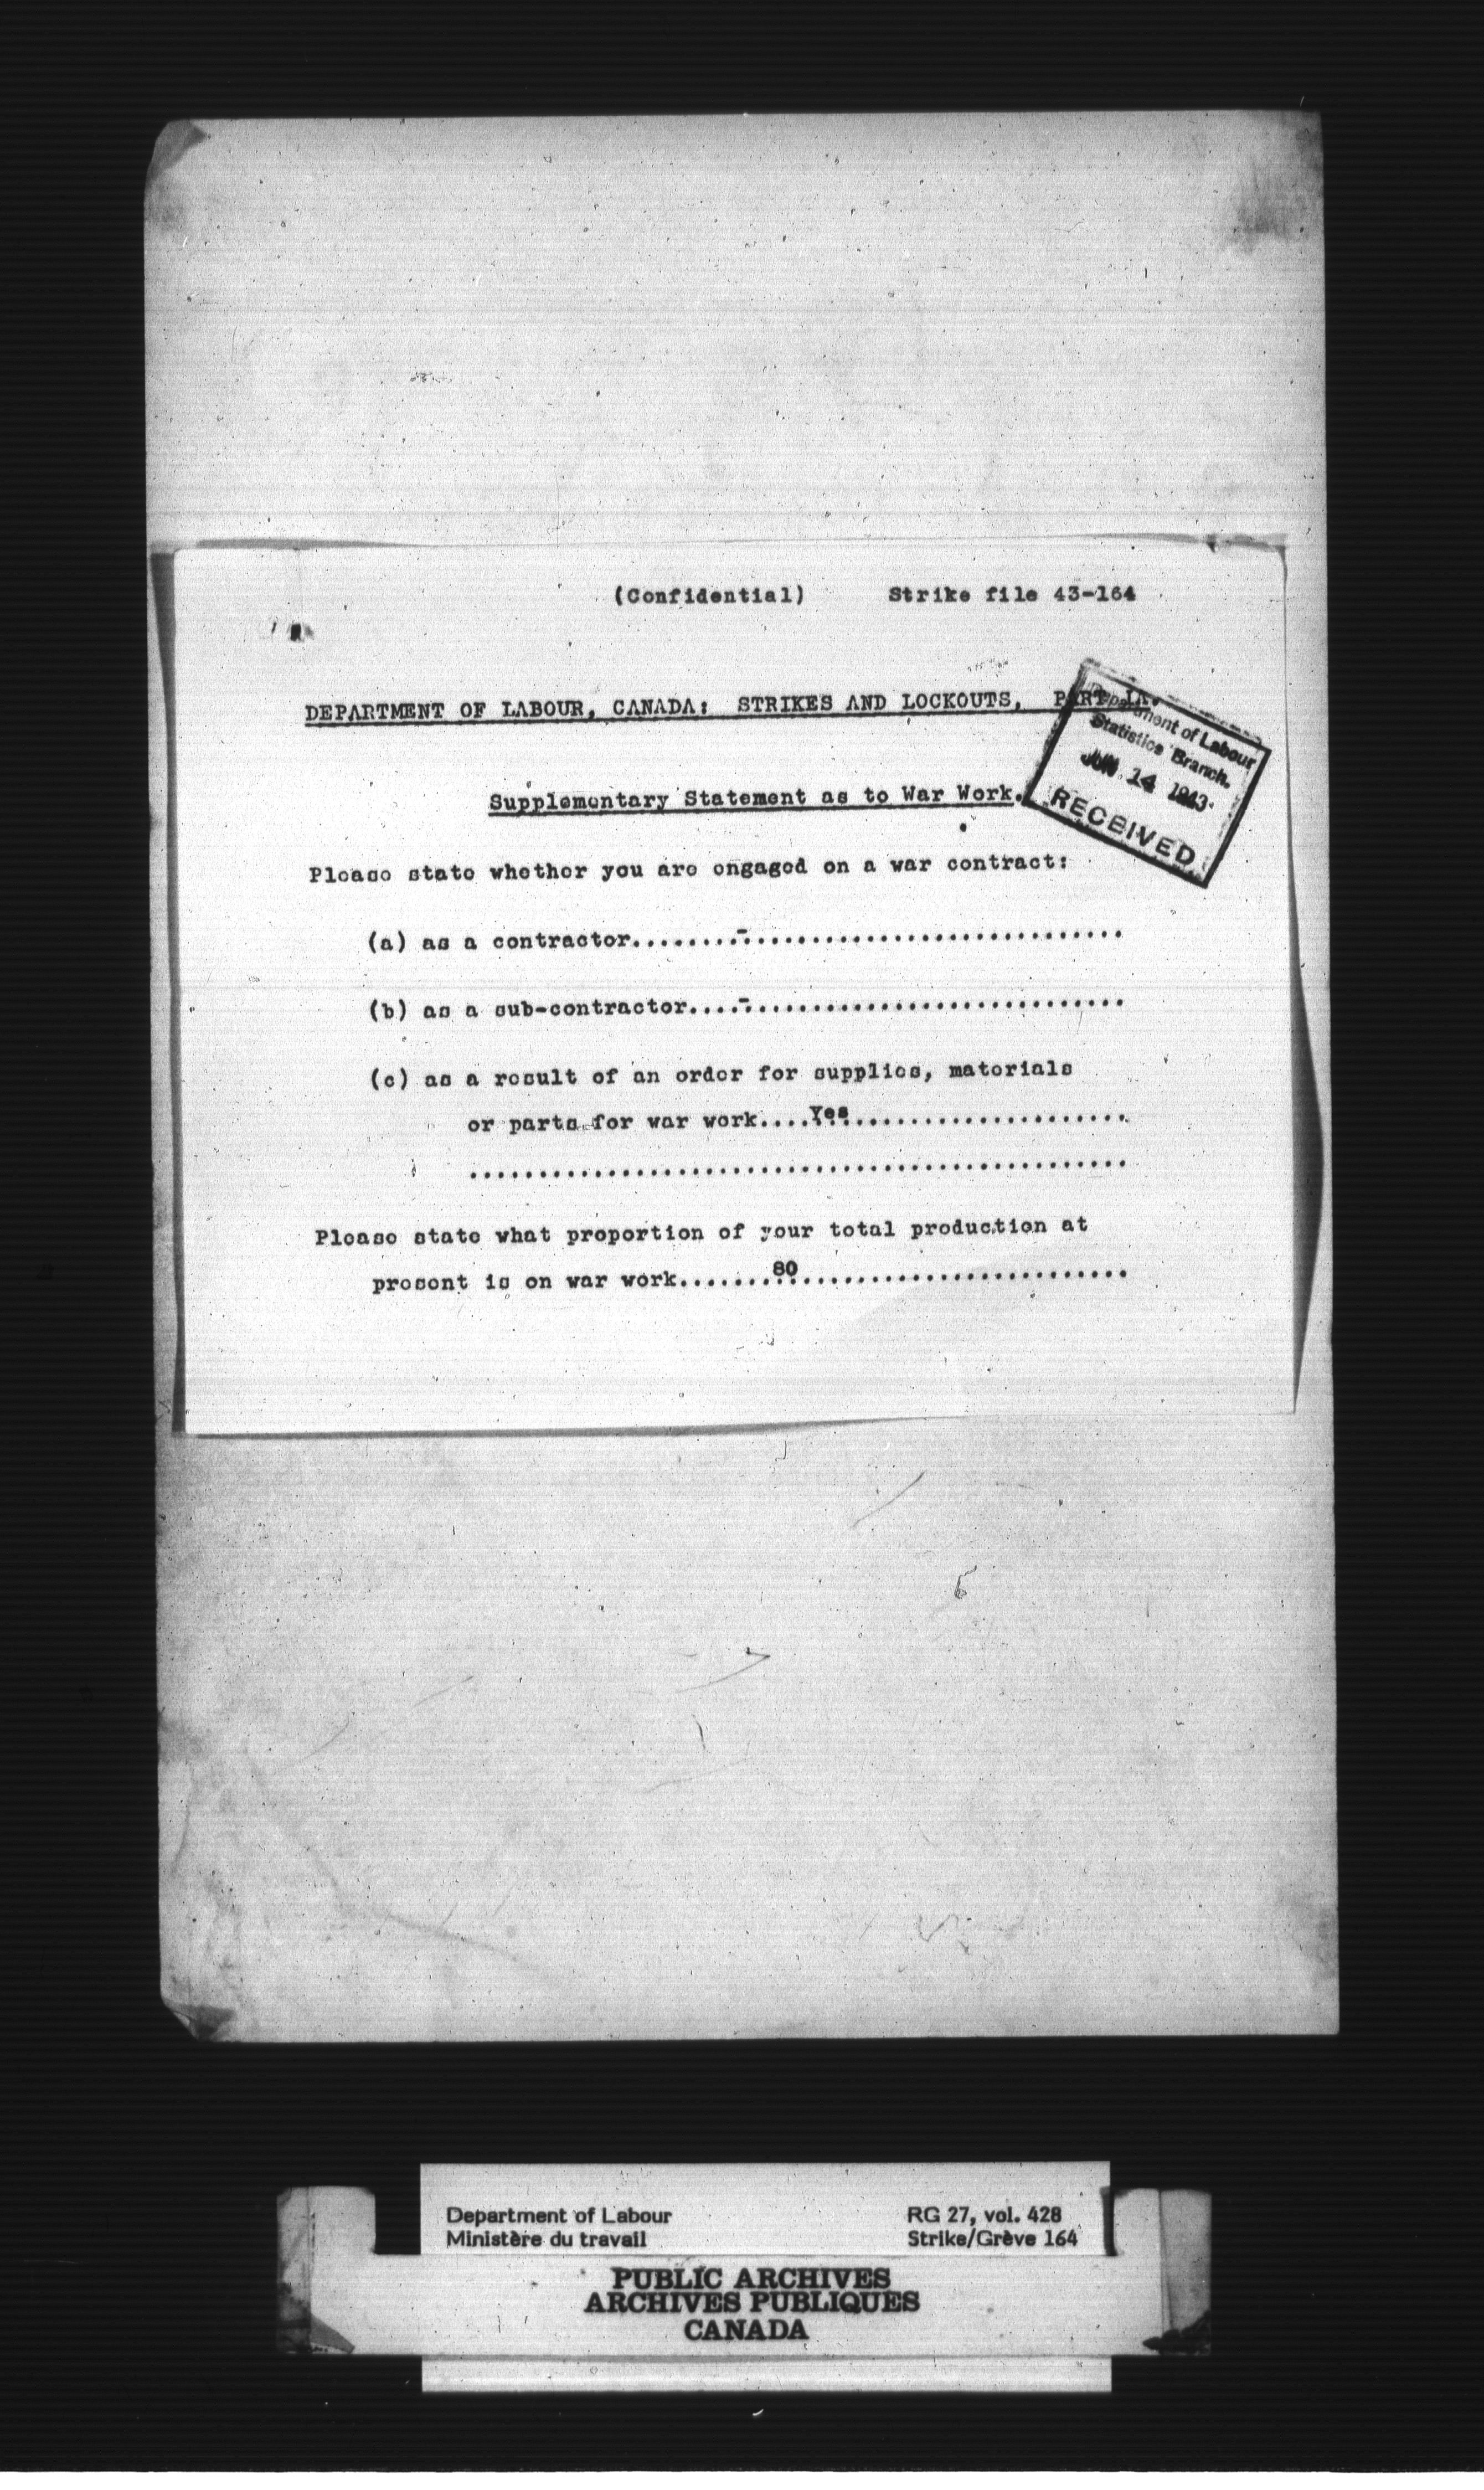 (Confidential) Strike file 43-164
DEPARTMENT OF LABOUR, CANADA: STRIKES AND LOCKOUTS, PART IA.
Department of Labour
Statistics Branch.
JUN. 14 1943
RECEIVED
Supplementary Statement as to War Work.
Please state whether you are engaged on a war contract:
(a) as a contractor........-............................
(b) as a sub-contractor....-............................
(c) as a result of an order for supplies, materials
or parts for war work....Yes.....................
................................................
Please state what proportion of your total production at
present is on war work.......80.........................
Department of Labour RG 27, vol. 428
Ministère du travail Strike/Grève 164
PUBLIC ARCHIVES
ARCHIVES PUBLIQUES
CANADA